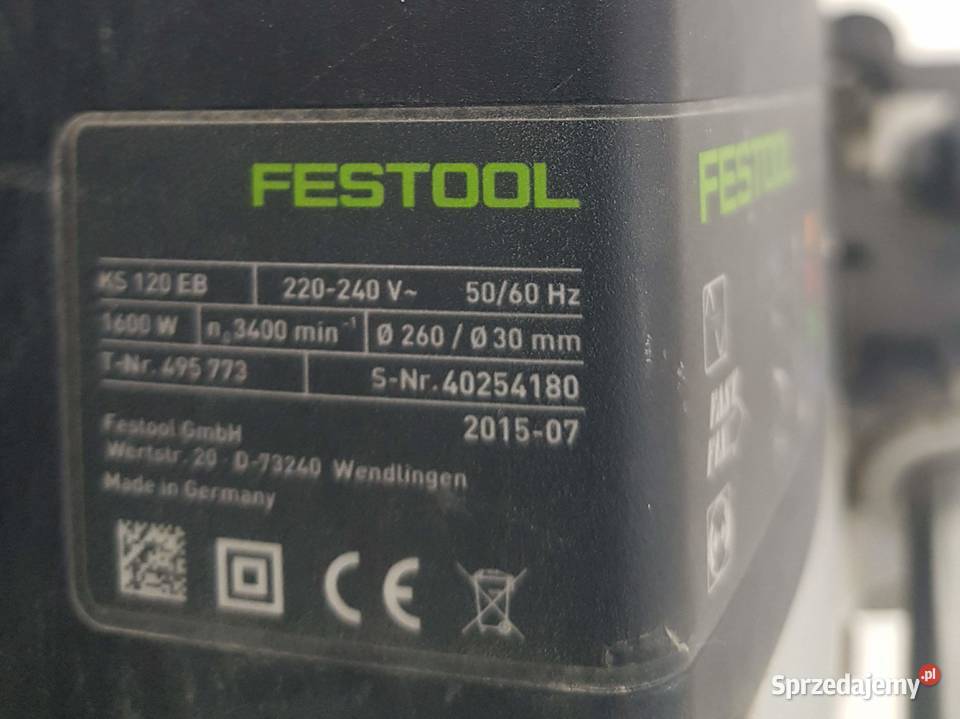 FESTOOL
KS 120 EB 220-240 V~ 50/60 Hz
1600 W n₀3400 min⁻¹ Ø 260 / Ø 30 mm
T-Nr. 495 773 S-Nr.40254180
2015-07
Festool GmbH
Wertstr. 20 · D-73240 Wendlingen
Made in Germany
CE
FESTOOL
Sprzedajemy.pl